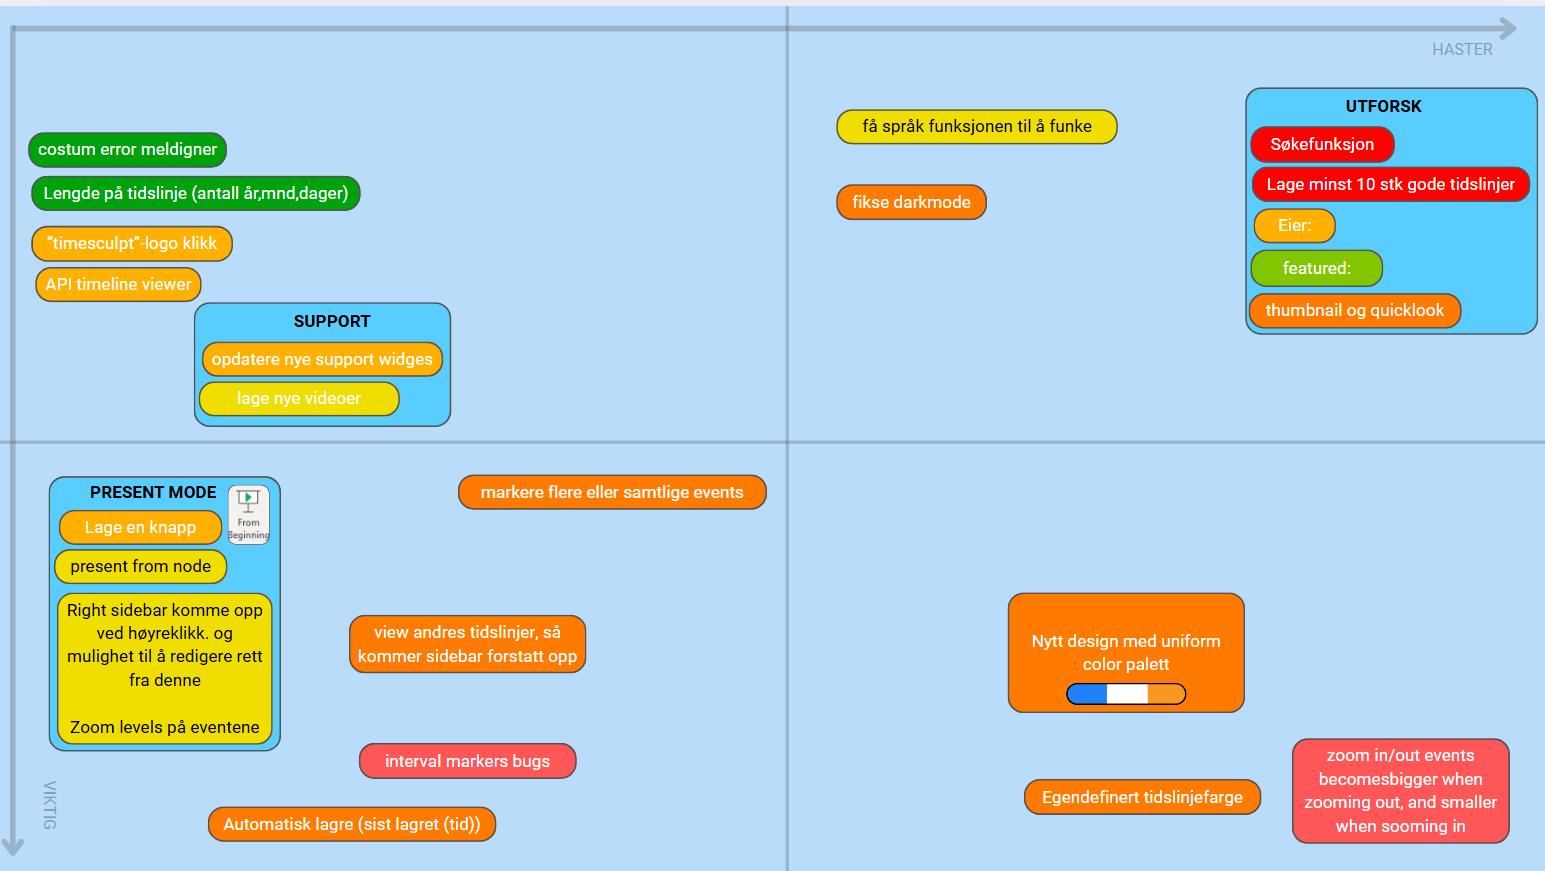 HASTER
costum error meldigner
Lengde på tidslinje (antall år,mnd,dager)
“timesculpt”-logo klikk
API timeline viewer
SUPPORT
opdatere nye support widges
lage nye videoer
få språk funksjonen til å funke
fikse darkmode
UTFORSK
Søkefunksjon
Lage minst 10 stk gode tidslinjer
Eier:
featured:
thumbnail og quicklook
PRESENT MODE
From
Beginning
Lage en knapp
present from node
Right sidebar komme opp
ved høyreklikk. og
mulighet til å redigere rett
fra denne
Zoom levels på eventene
markere flere eller samtlige events
view andres tidslinjer, så
kommer sidebar forstatt opp
interval markers bugs
Automatisk lagre (sist lagret (tid))
VIKTIG
Nytt design med uniform
color palett
Egendefinert tidslinjefarge
zoom in/out events
becomesbigger when
zooming out, and smaller
when sooming in